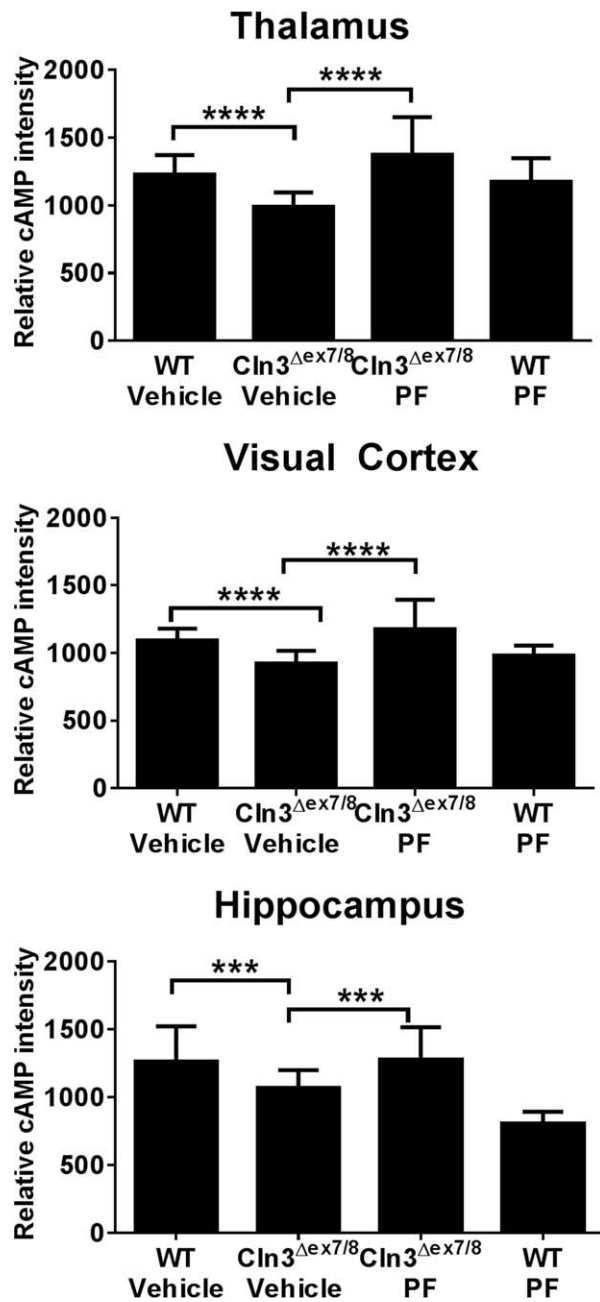 Thalamus
2000
1500
1000
500
0
Relative cAMP intensity
**** ****
WT Cln3Δex7/8 Cln3Δex7/8 WT
Vehicle Vehicle PF PF
Visual Cortex
2000
1500
1000
500
0
Relative cAMP intensity
**** ****
WT Cln3Δex7/8 Cln3Δex7/8 WT
Vehicle Vehicle PF PF
Hippocampus
2000
1500
1000
500
0
Relative cAMP intensity
*** ***
WT Cln3Δex7/8 Cln3Δex7/8 WT
Vehicle Vehicle PF PF